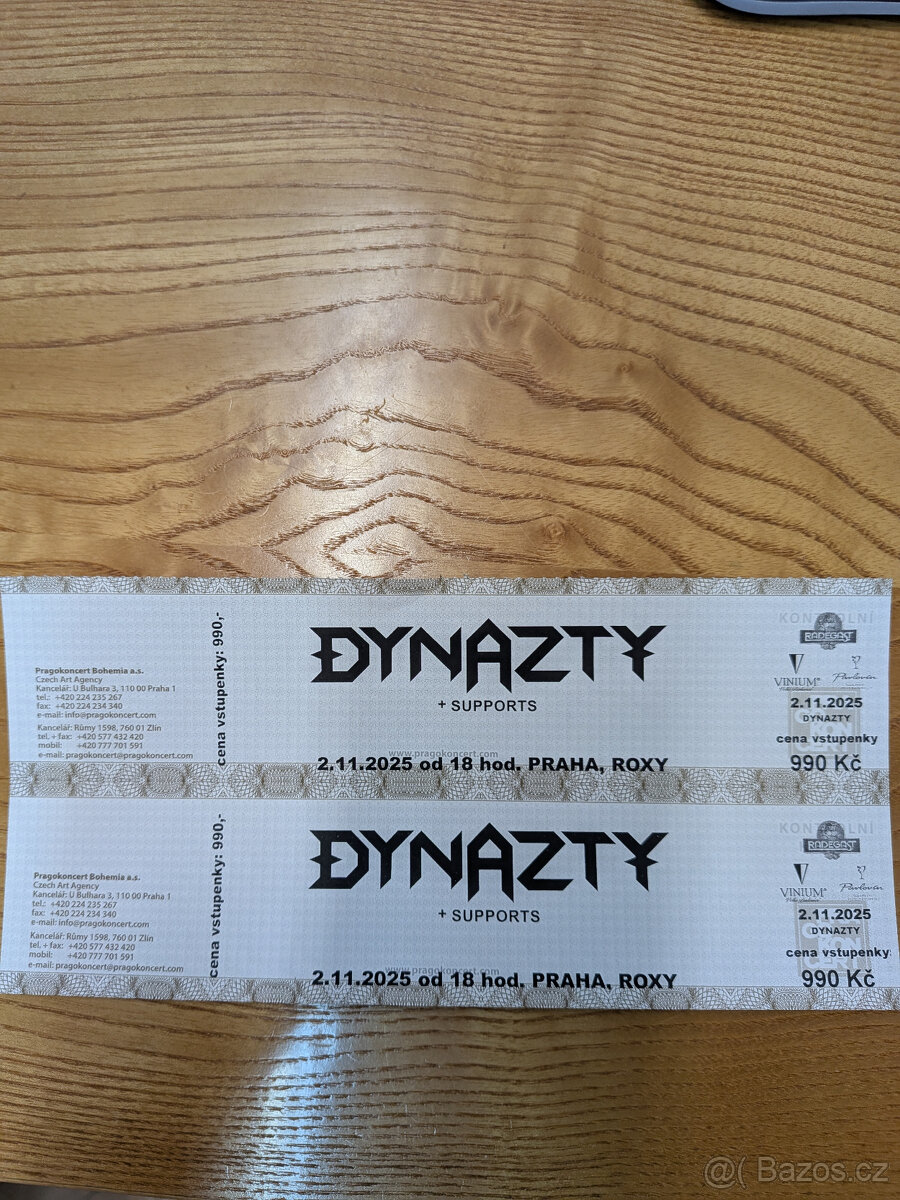 Pragokoncert Bohemia a.s.
Czech Art Agency
Kancelář: U Bulhara 3, 110 00 Praha 1
tel.: +420 224 235 267
fax: +420 224 234 340
e-mail: info@pragokoncert.com
Kancelář: Růmy 1598, 760 01 Zlín
tel. + fax: +420 577 432 420
mobil: +420 777 701 591
e-mail: pragokoncert@pragokoncert.com
cena vstupenky: 990,-
DYNAZTY
+ SUPPORTS
www.pragokoncert.com
2.11.2025 od 18 hod. PRAHA, ROXY
RADEGAST
VINIUM
Pavlovín
2.11.2025
DYNAZTY
cena vstupenky
990 Kč
Pragokoncert Bohemia a.s.
Czech Art Agency
Kancelář: U Bulhara 3, 110 00 Praha 1
tel.: +420 224 235 267
fax: +420 224 234 340
e-mail: info@pragokoncert.com
Kancelář: Růmy 1598, 760 01 Zlín
tel. + fax: +420 577 432 420
mobil: +420 777 701 591
e-mail: pragokoncert@pragokoncert.com
cena vstupenky: 990,-
DYNAZTY
+ SUPPORTS
2.11.2025 od 18 hod. PRAHA, ROXY
RADEGAST
VINIUM
Pavlovín
2.11.2025
DYNAZTY
cena vstupenky
990 Kč
@( Bazos.cz